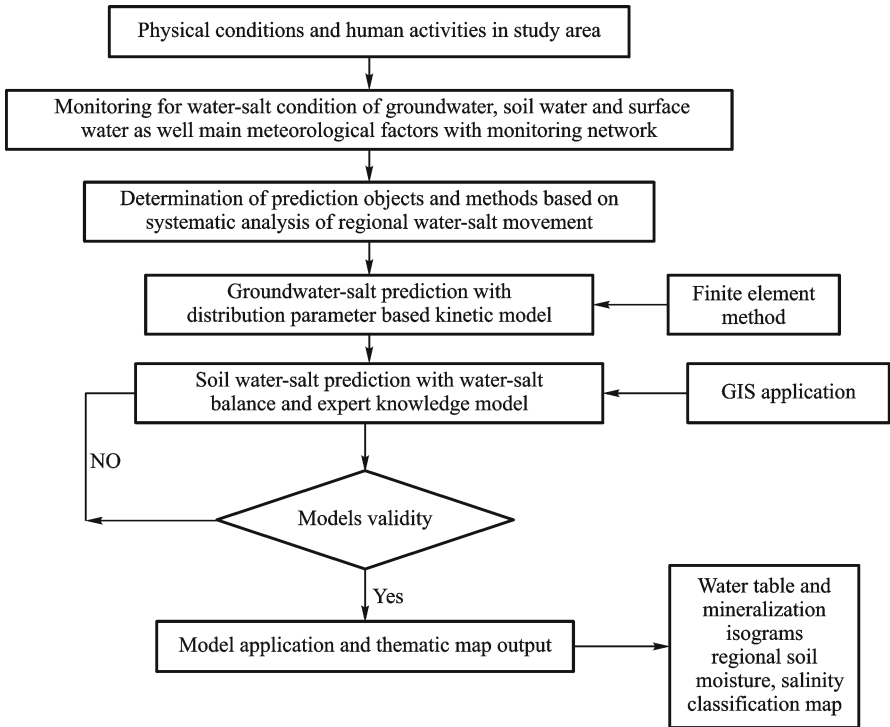 Physical conditions and human activities in study area
Monitoring for water-salt condition of groundwater, soil water and surface
water as well main meteorological factors with monitoring network
Determination of prediction objects and methods based on
systematic analysis of regional water-salt movement
Groundwater-salt prediction with
distribution parameter based kinetic model
Finite element
method
Soil water-salt prediction with water-salt
balance and expert knowledge model
GIS application
NO
Models validity
Yes
Model application and thematic map output
Water table and
mineralization
isograms
regional soil
moisture, salinity
classification map